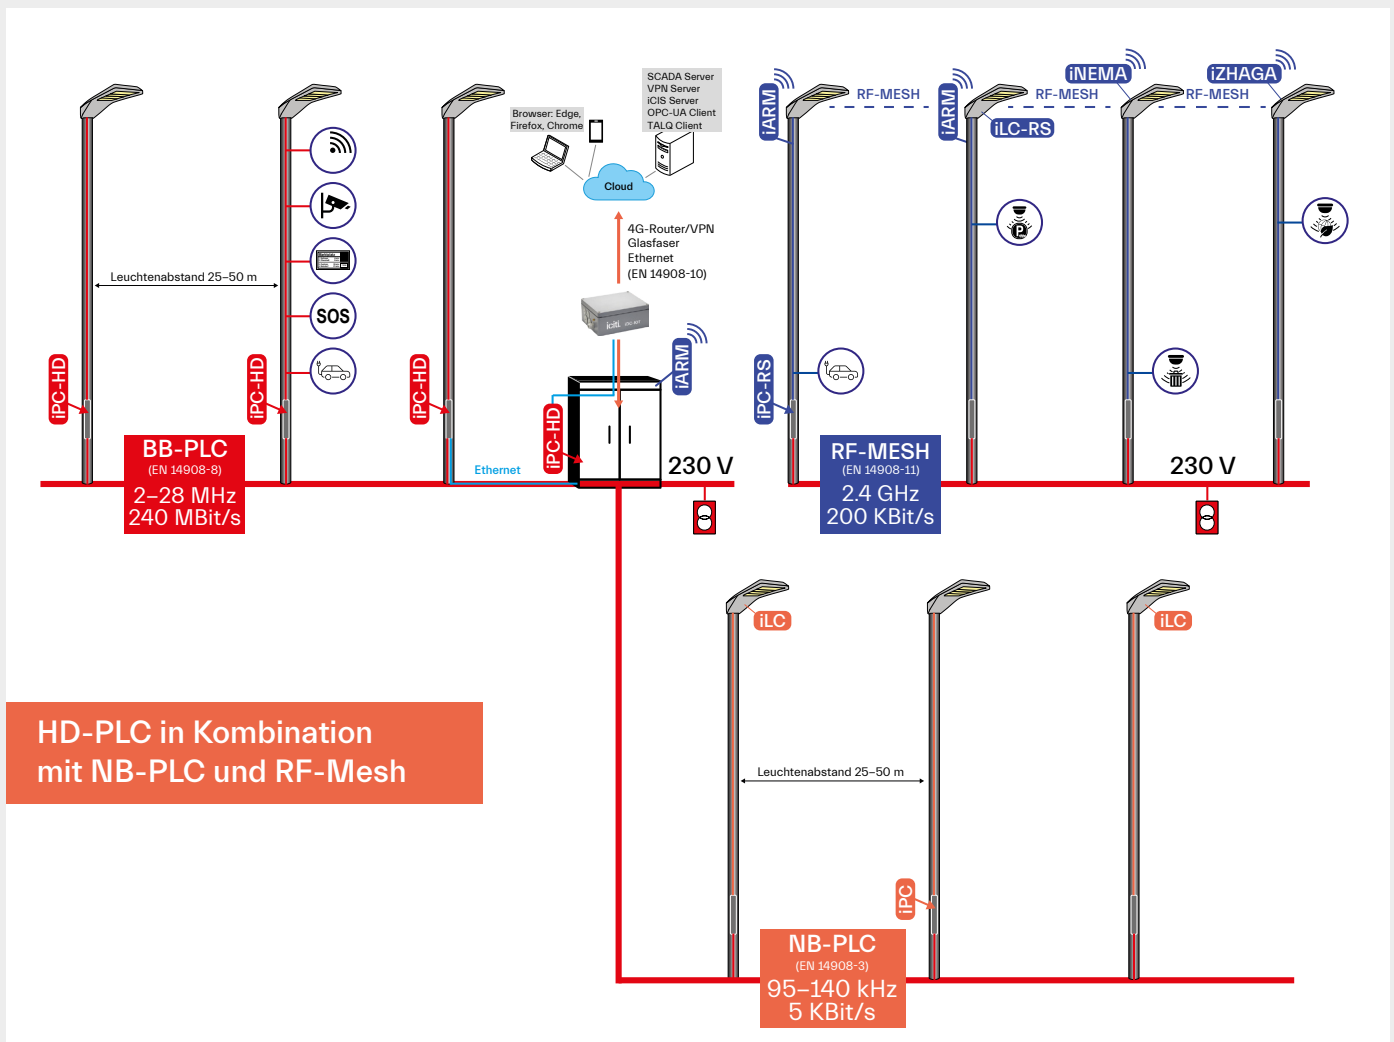 SCADA Server
VPN Server
iCIS Server
OPC-UA Client
TALQ Client
Browser: Edge,
Firefox, Chrome
Cloud
4G-Router/VPN
Glasfaser
Ethernet
(EN 14908-10)
iARM
RF-MESH
iARM
iLC-RS
RF-MESH
iNEMA
RF-MESH
iZHAGA
Leuchtenabstand 25–50 m
SOS
P
iciti
iARM
iPC-HD
iPC-HD
iPC-HD
iPC-HD
iPC-RS
Ethernet
230 V
230 V
BB-PLC
(EN 14908-8)
2–28 MHz
240 MBit/s
RF-MESH
(EN 14908-11)
2.4 GHz
200 KBit/s
iLC
iLC
HD-PLC in Kombination
mit NB-PLC und RF-Mesh
Leuchtenabstand 25–50 m
iPC
NB-PLC
(EN 14908-3)
95–140 kHz
5 KBit/s